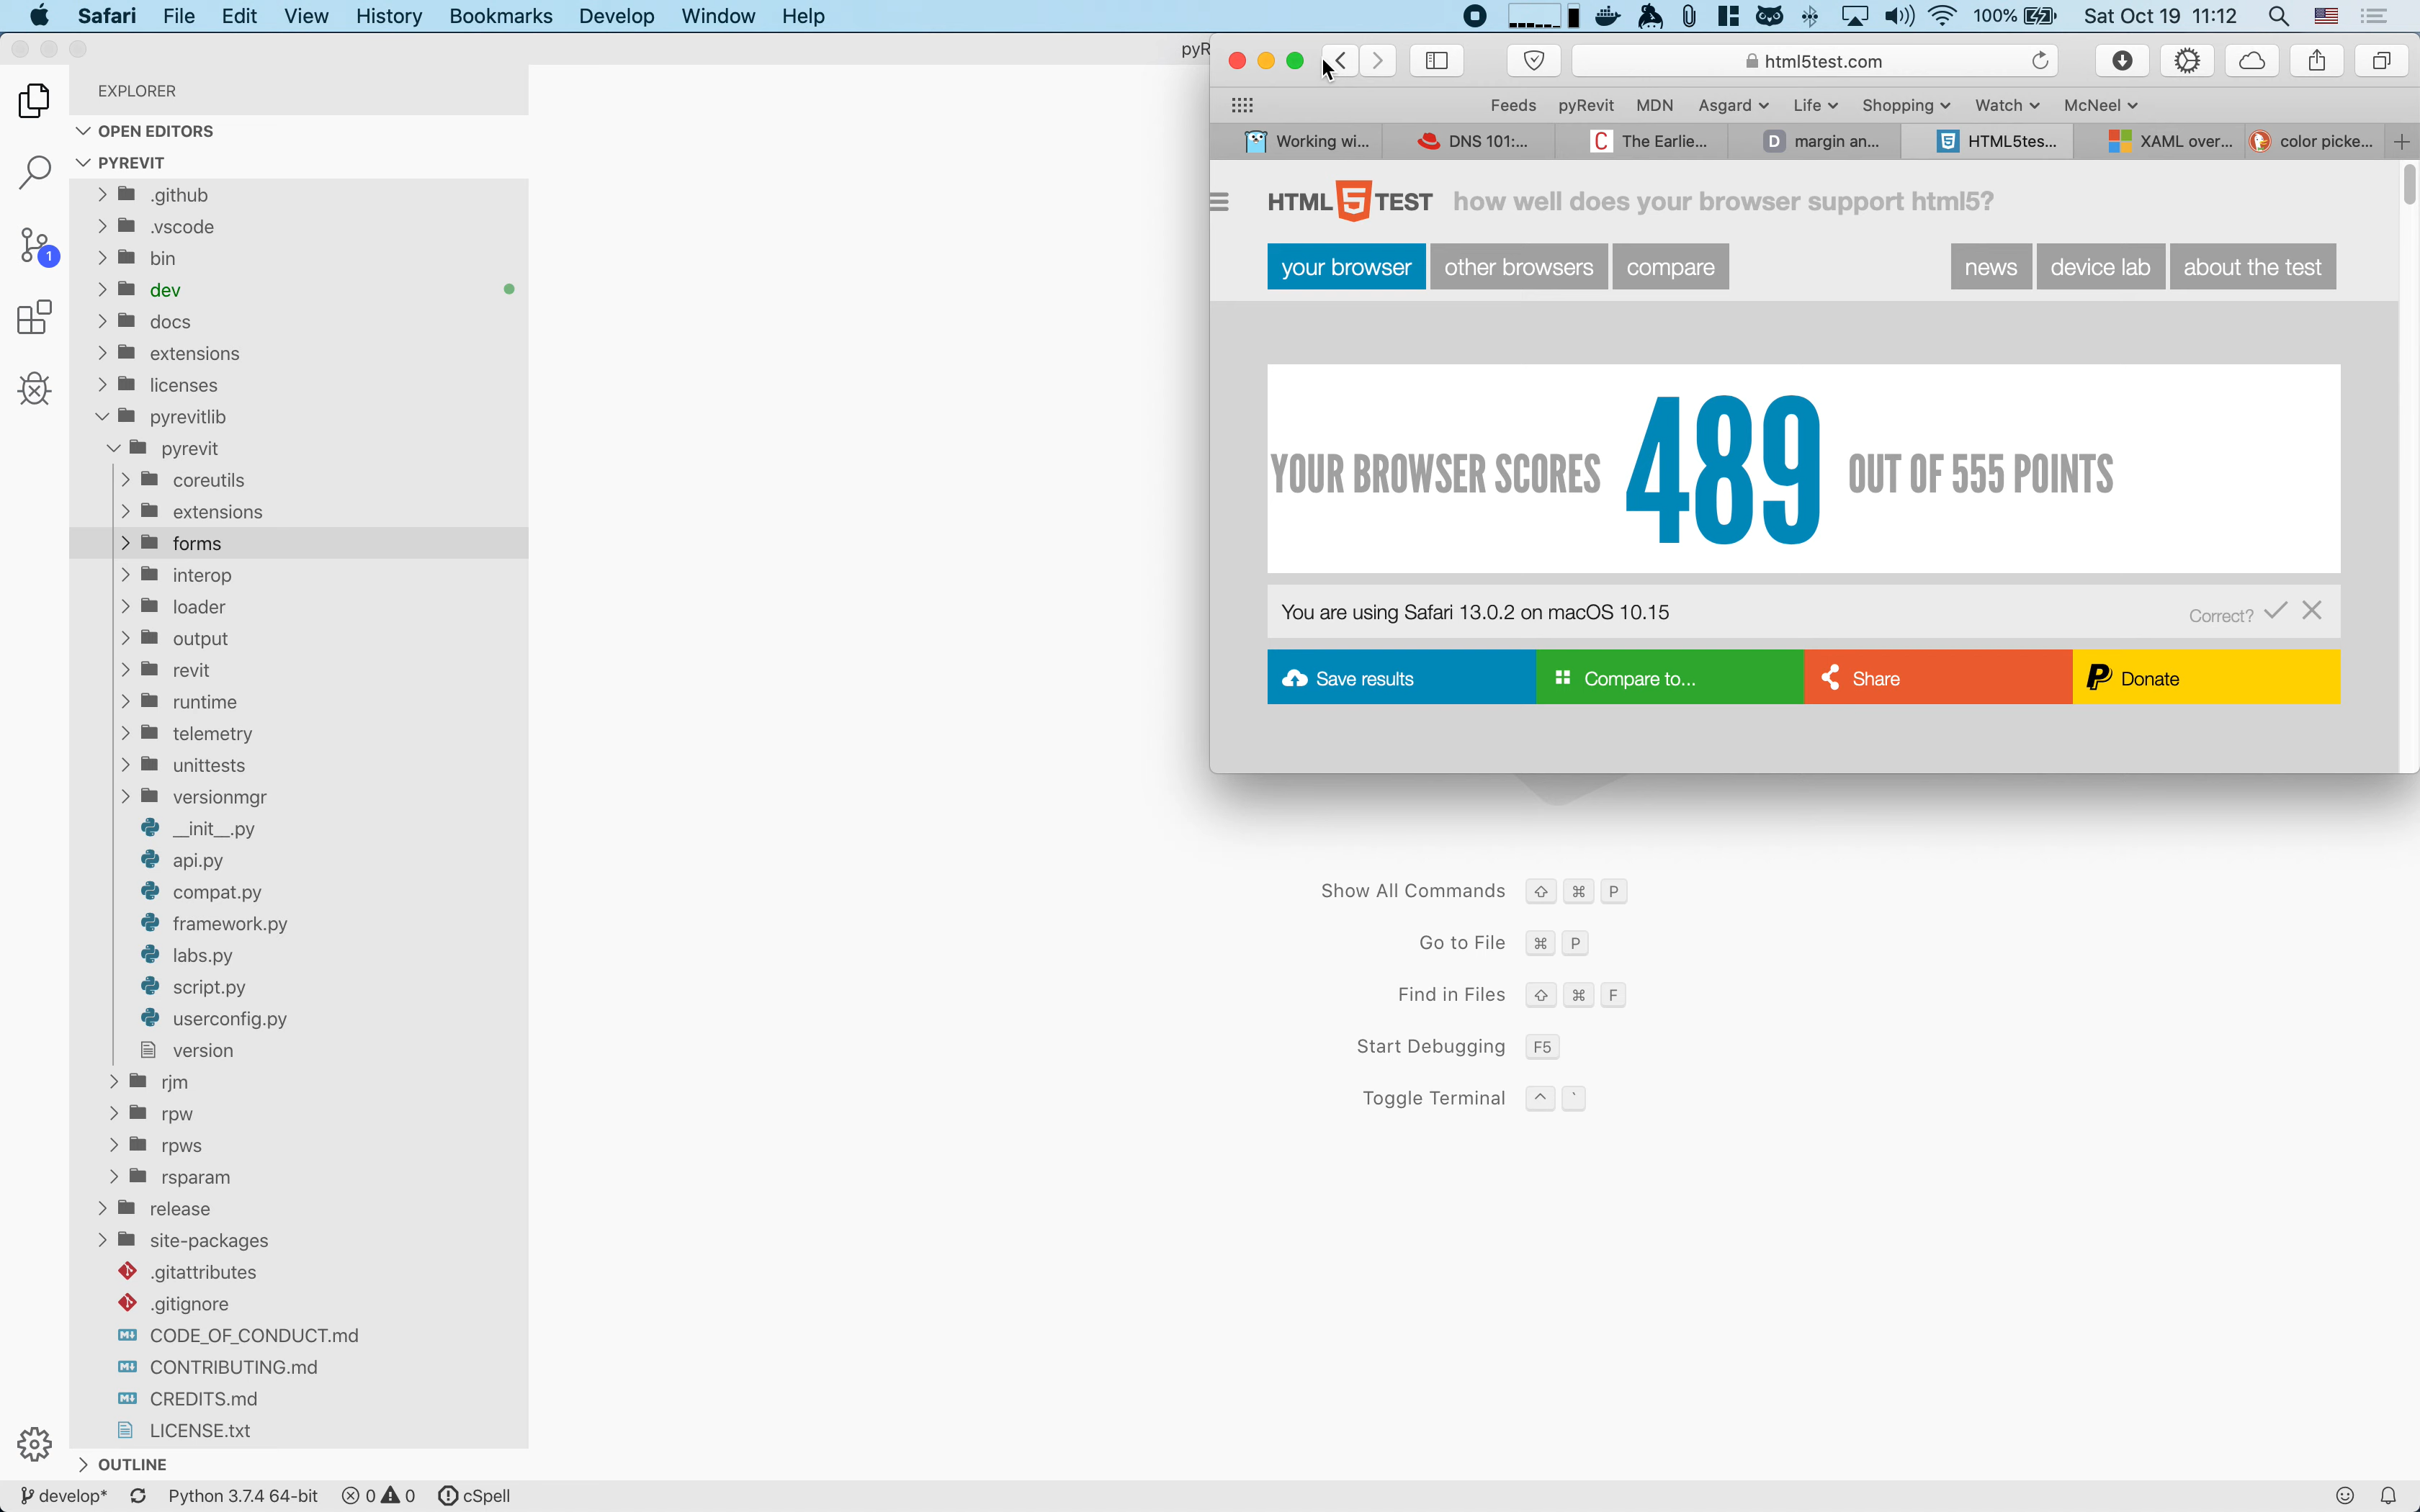 Safari File Edit View History Bookmarks Develop Window Help 100% Sat Oct 19 11:12
pyR
EXPLORER
OPEN EDITORS
PYREVIT
.github
.vscode
1
bin
dev
docs
extensions
licenses
pyrevitlib
pyrevit
coreutils
extensions
forms
interop
loader
output
revit
runtime
telemetry
unittests
versionmgr
__init__.py
api.py
compat.py
framework.py
labs.py
script.py
userconfig.py
version
rjm
rpw
rpws
rsparam
release
site-packages
.gitattributes
.gitignore
CODE_OF_CONDUCT.md
CONTRIBUTING.md
CREDITS.md
LICENSE.txt
OUTLINE
develop* Python 3.7.4 64-bit 0 0 cSpell
html5test.com
Feeds pyRevit MDN Asgard Life Shopping Watch McNeel
Working wi... DNS 101:... The Earlie... margin an... HTML5tes... XAML over... color picke...
HTML5TEST how well does your browser support html5?
your browser other browsers compare news device lab about the test
YOUR BROWSER SCORES 489 OUT OF 555 POINTS
You are using Safari 13.0.2 on macOS 10.15 Correct?
Save results Compare to... Share Donate
Show All Commands ⇧ ⌘ P
Go to File ⌘ P
Find in Files ⇧ ⌘ F
Start Debugging F5
Toggle Terminal ^ `